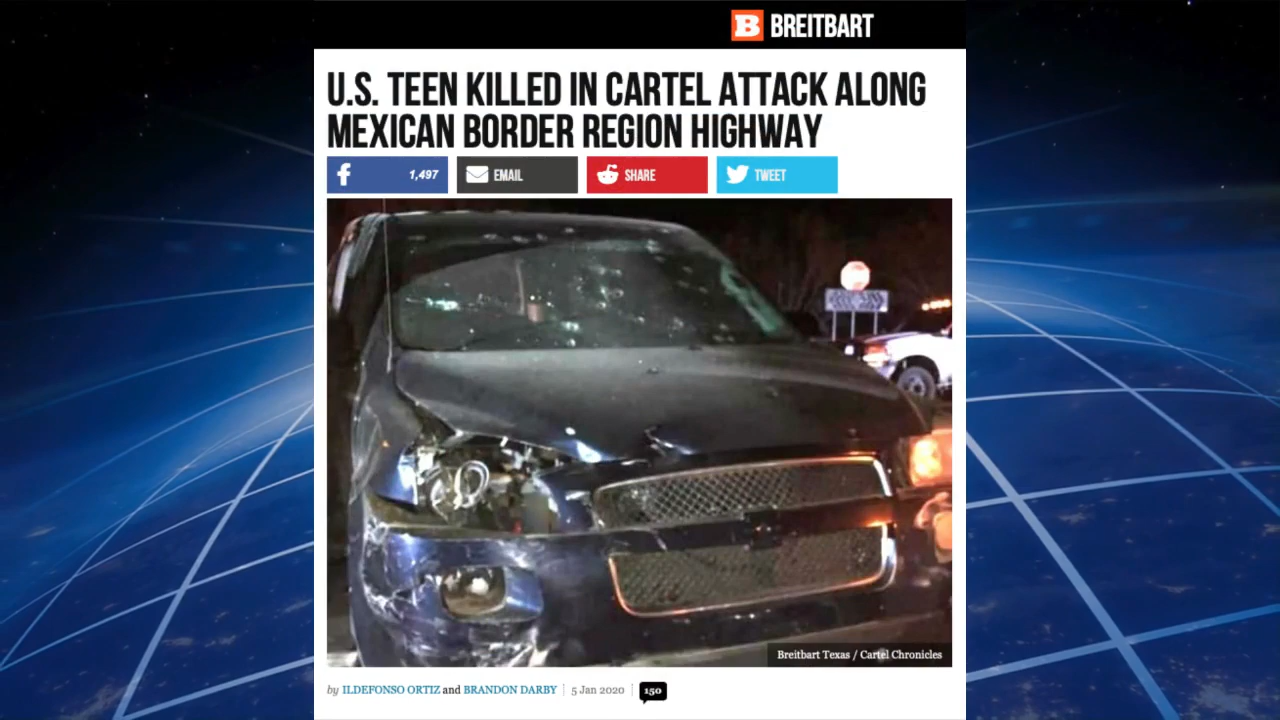 B BREITBART
U.S. TEEN KILLED IN CARTEL ATTACK ALONG
MEXICAN BORDER REGION HIGHWAY
1,497
EMAIL
SHARE
TWEET
Breitbart Texas / Cartel Chronicles
by ILDEFONSO ORTIZ and BRANDON DARBY 5 Jan 2020 150